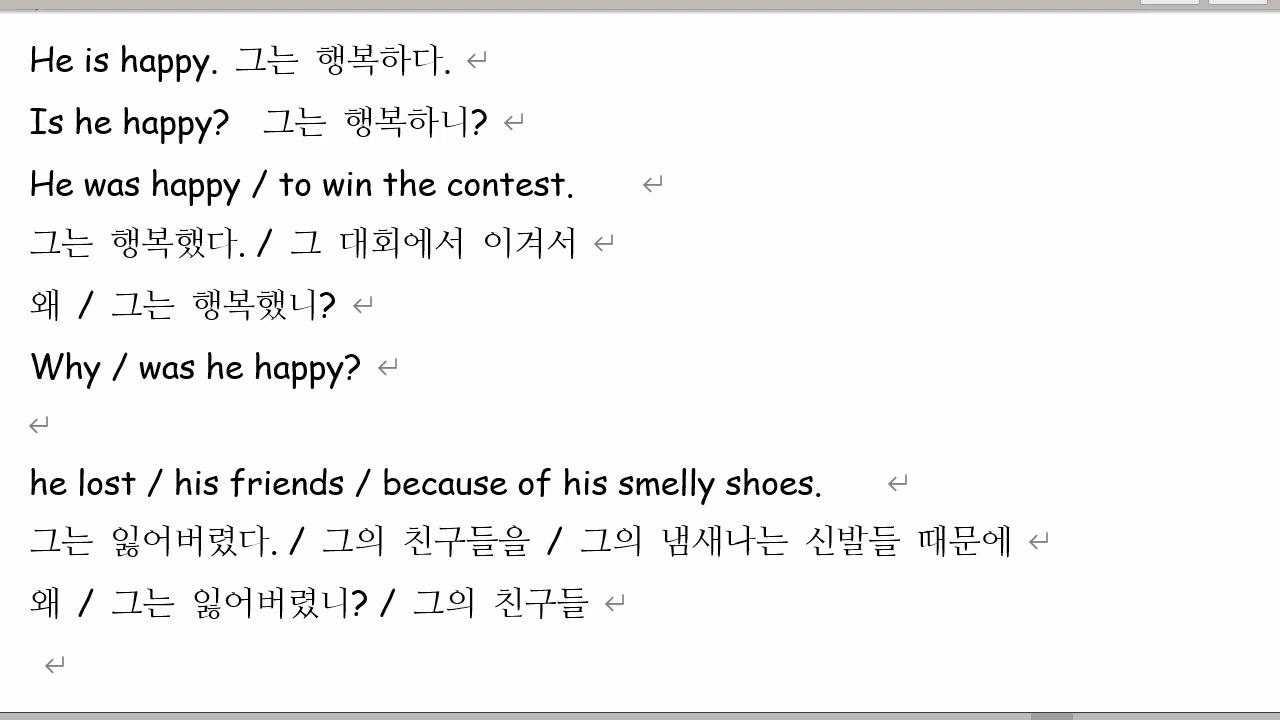 He is happy. 그는 행복하다.
Is he happy? 그는 행복하니?
He was happy / to win the contest.
그는 행복했다. / 그 대회에서 이겨서
왜 / 그는 행복했니?
Why / was he happy?
he lost / his friends / because of his smelly shoes.
그는 잃어버렸다. / 그의 친구들을 / 그의 냄새나는 신발들 때문에
왜 / 그는 잃어버렸니? / 그의 친구들